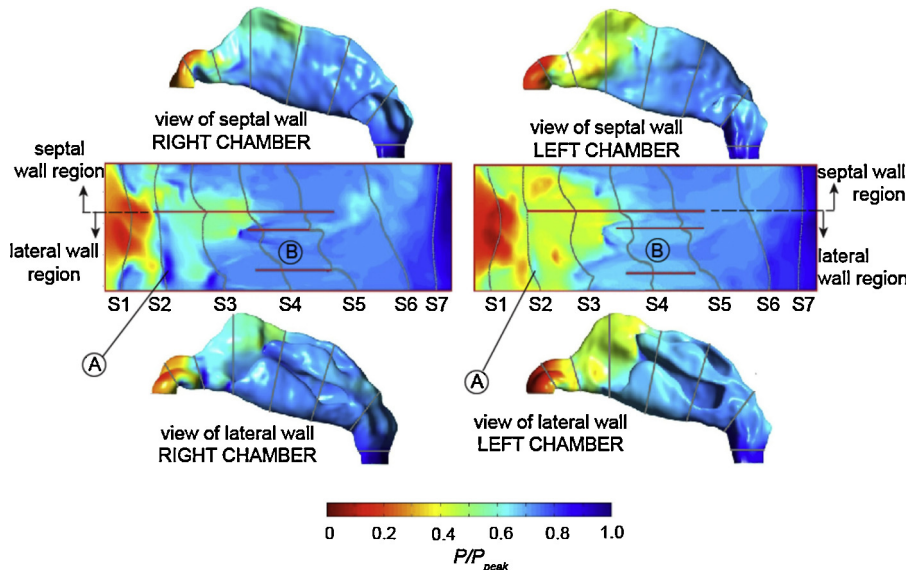 view of septal wall
RIGHT CHAMBER
view of septal wall
LEFT CHAMBER
septal
wall region
lateral wall
region
B
S1 S2 S3 S4 S5 S6 S7
A
septal wall
region
lateral
wall region
B
S1 S2 S3 S4 S5 S6 S7
A
view of lateral wall
RIGHT CHAMBER
view of lateral wall
LEFT CHAMBER
0 0.2 0.4 0.6 0.8 1.0
P/Ppeak